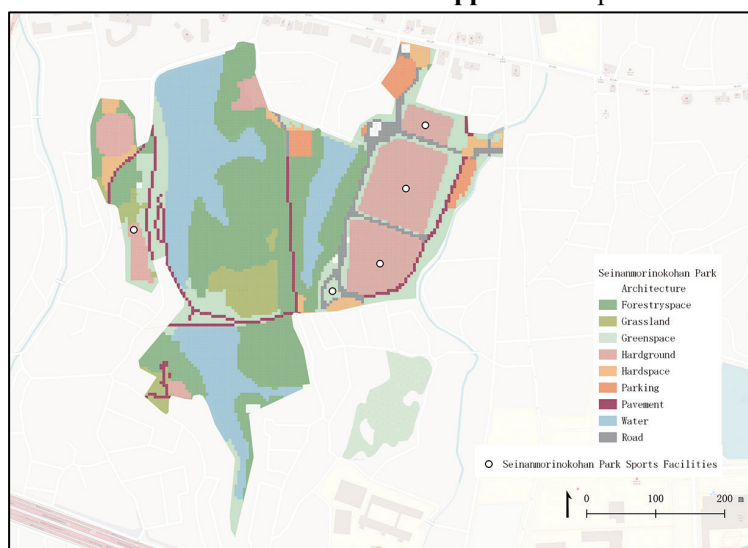 Seinanmorinokohan Park
Architecture
Forestryspace
Grassland
Greenspace
Hardground
Hardspace
Parking
Pavement
Water
Road
Seinanmorinokohan Park Sports Facilities
0 100 200 m